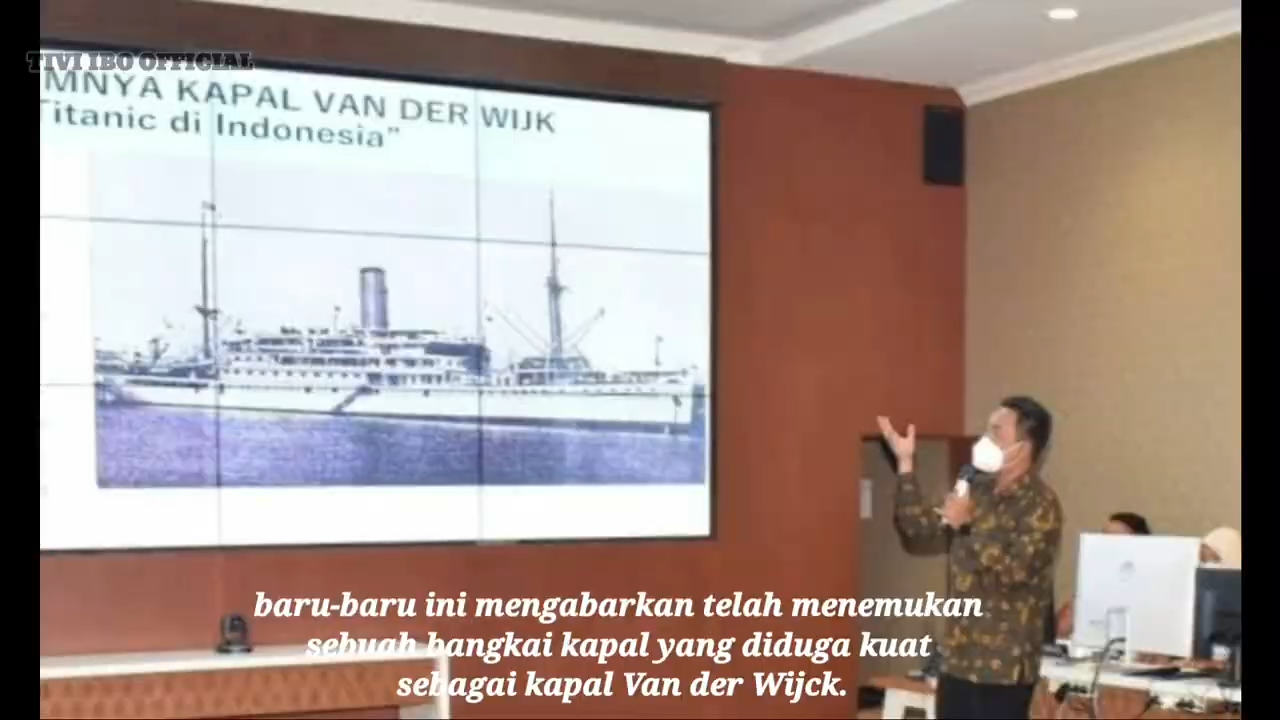 TIVI IBO OFFICIAL
MNYA KAPAL VAN DER WIJK
Titanic di Indonesia"
baru-baru ini mengabarkan telah menemukan
sebuah bangkai kapal yang diduga kuat
sebagai kapal Van der Wijck.